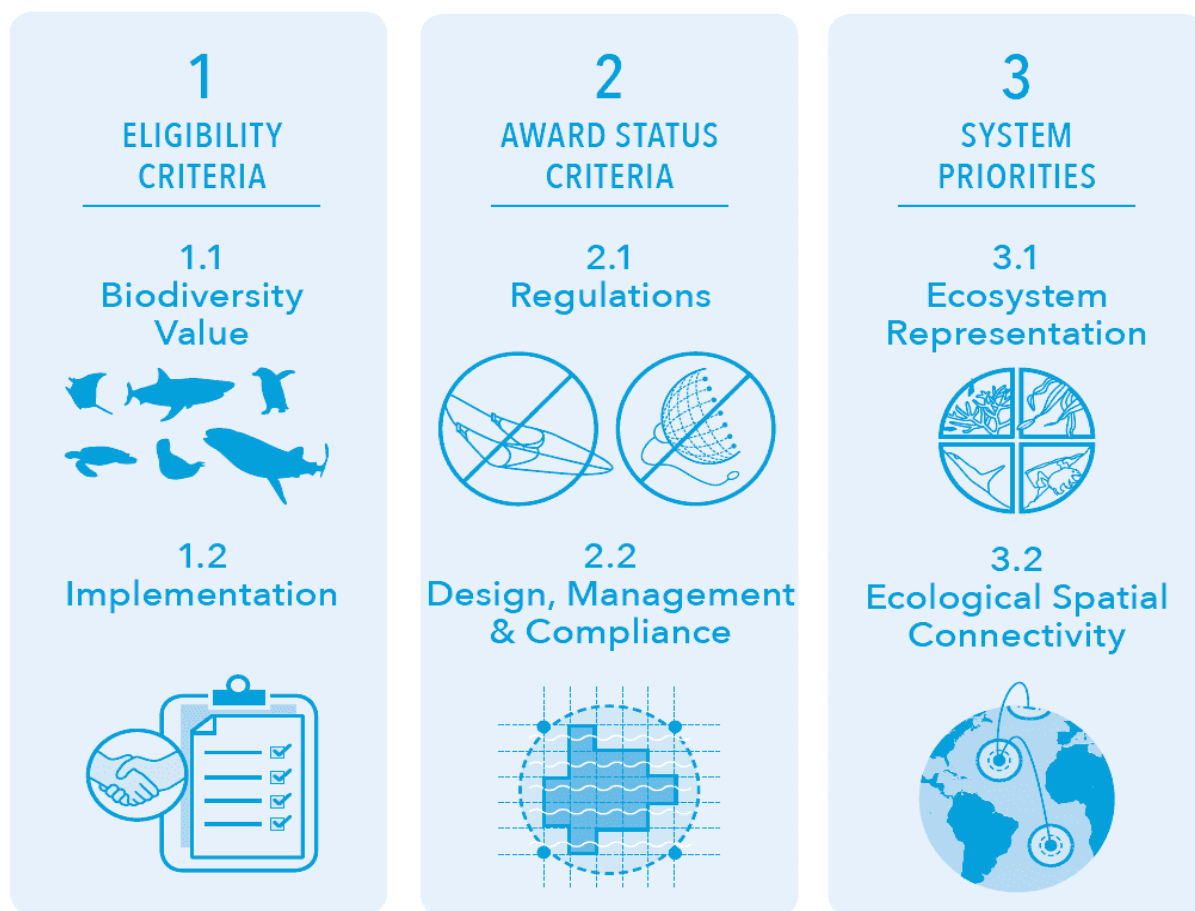 1
ELIGIBILITY
CRITERIA
1.1
Biodiversity
Value
1.2
Implementation
2
AWARD STATUS
CRITERIA
2.1
Regulations
2.2
Design, Management
& Compliance
3
SYSTEM
PRIORITIES
3.1
Ecosystem
Representation
3.2
Ecological Spatial
Connectivity